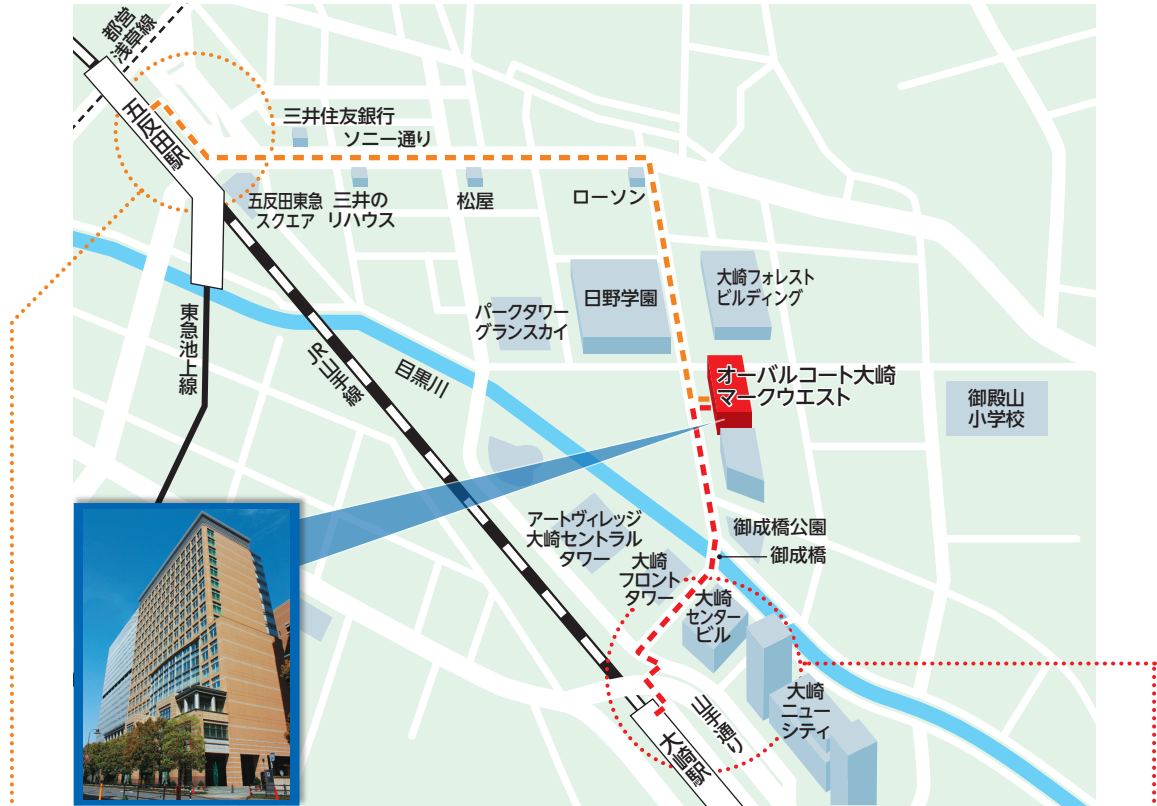 都営
浅草線
五反田駅
三井住友銀行
ソニー通り
五反田東急
スクエア
三井の
リハウス
松屋
ローソン
東急池上線
JR山手線
目黒川
パークタワー
グランスカイ
日野学園
大崎フォレスト
ビルディング
オーバルコート大崎
マークウエスト
御殿山
小学校
アートヴィレッジ
大崎セントラル
タワー
大崎
フロント
タワー
御成橋公園
御成橋
大崎
センター
ビル
大崎
ニュー
シティ
山手通り
大崎駅